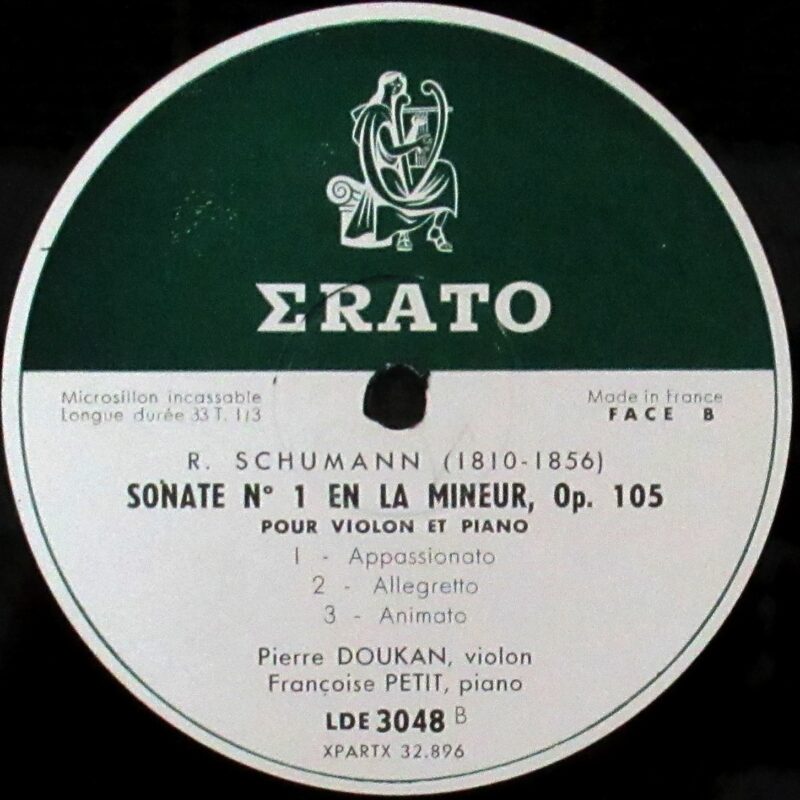 ΣRATO
Microsillon incassable
Longue durée 33 T. 1/3
Made in France
FACE B
R. SCHUMANN (1810-1856)
SONATE N° 1 EN LA MINEUR, Op. 105
POUR VIOLON ET PIANO
1 - Appassionato
2 - Allegretto
3 - Animato
Pierre DOUKAN, violon
Françoise PETIT, piano
LDE 3048 B
XPARTX 32.896